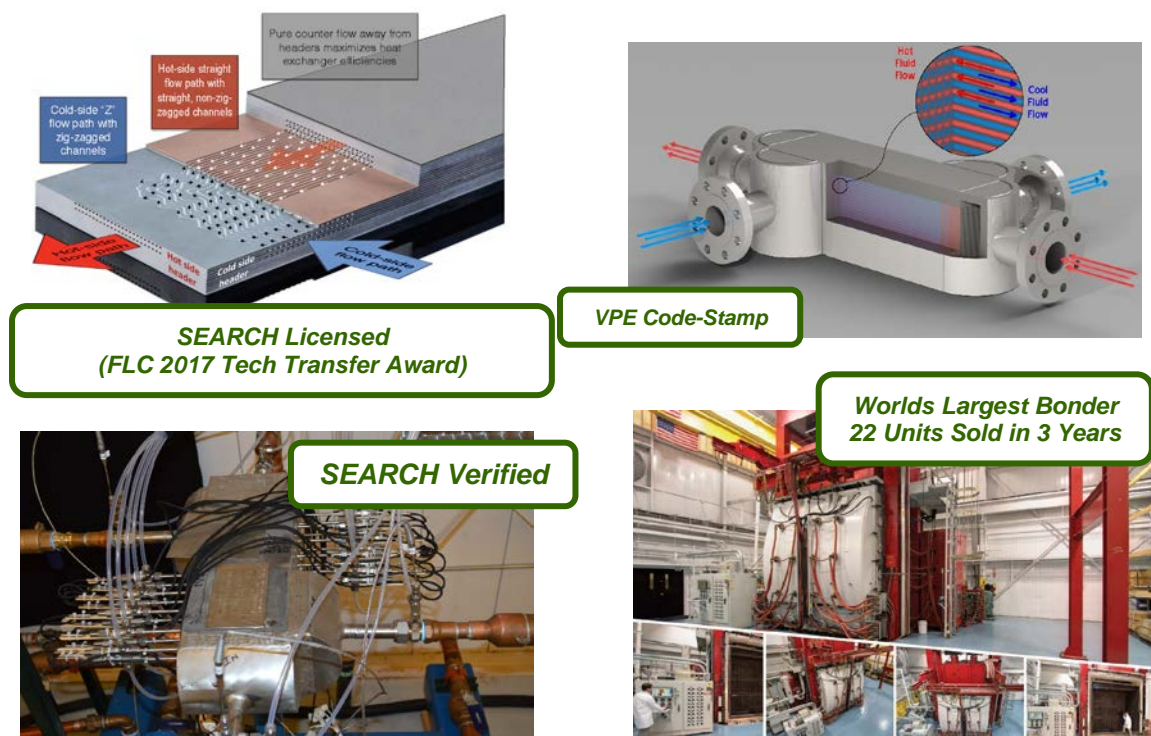 Pure counter flow away from
headers maximizes heat
exchanger efficiencies
Hot-side straight
flow path with
straight, non-zig-
zagged channels
Cold-side "Z"
flow path with
zig-zagged
channels
Hot-side
flow path
Hot side
header
Cold side
header
Cold-side
flow path
SEARCH Licensed
(FLC 2017 Tech Transfer Award)
Hot
Fluid
Flow
Cool
Fluid
Flow
VPE Code-Stamp
SEARCH Verified
Worlds Largest Bonder
22 Units Sold in 3 Years